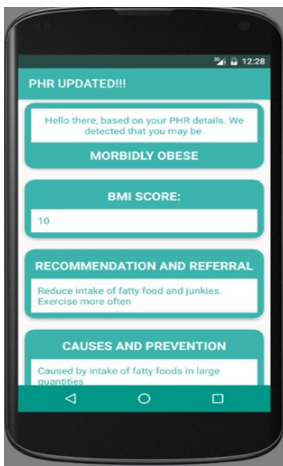 12:28
PHR UPDATED!!!
Hello there, based on your PHR details. We
detected that you may be
MORBIDLY OBESE
BMI SCORE:
10
RECOMMENDATION AND REFERRAL
Reduce intake of fatty food and junkies.
Exercise more often
CAUSES AND PREVENTION
Caused by intake of fatty foods in large
quantities